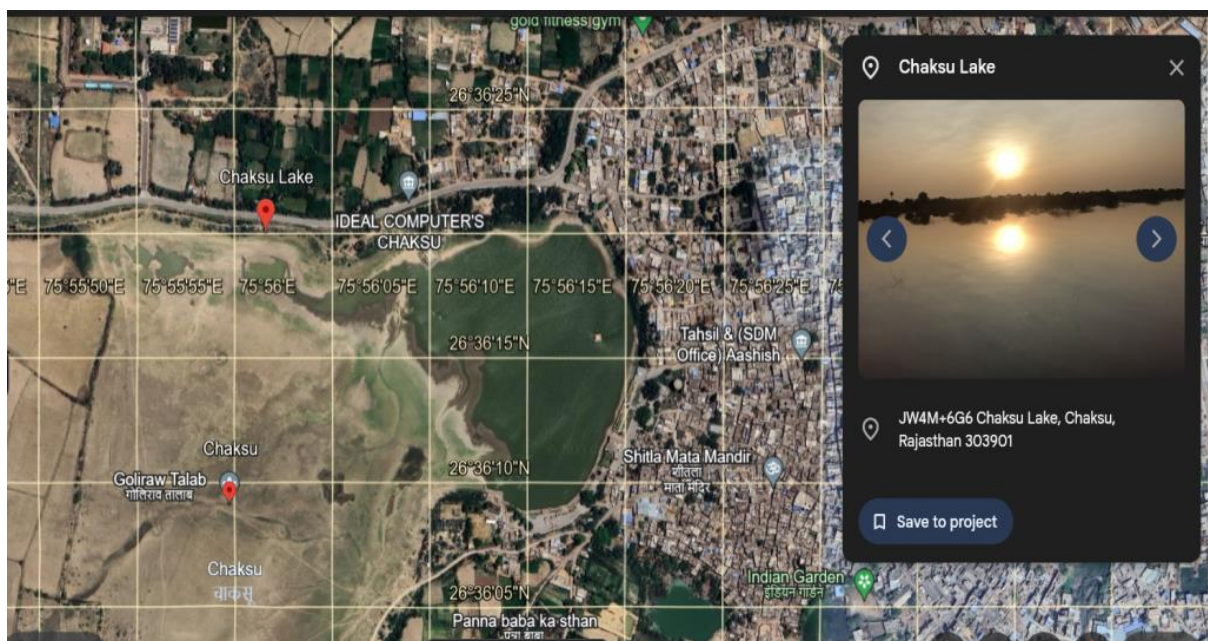 gold fitness gym
26°36'25"N
Chaksu Lake
IDEAL COMPUTER'S
CHAKSU
75°55'50"E
75°55'55"E
75°56'E
75°56'05"E
75°56'10"E
75°56'15"E
75°56'20"E
75°56'25"E
26°36'15"N
Tahsil & (SDM
Office) Aashish
Chaksu
Goliraw Talab
गोलिराव तालाब
26°36'10"N
Shitla Mata Mandir
शीतला
माता मंदिर
Chaksu
चाकसू
26°36'05"N
Indian Garden
इंडियन गार्डन
Panna baba ka sthan
Chaksu Lake
JW4M+6G6 Chaksu Lake, Chaksu,
Rajasthan 303901
Save to project